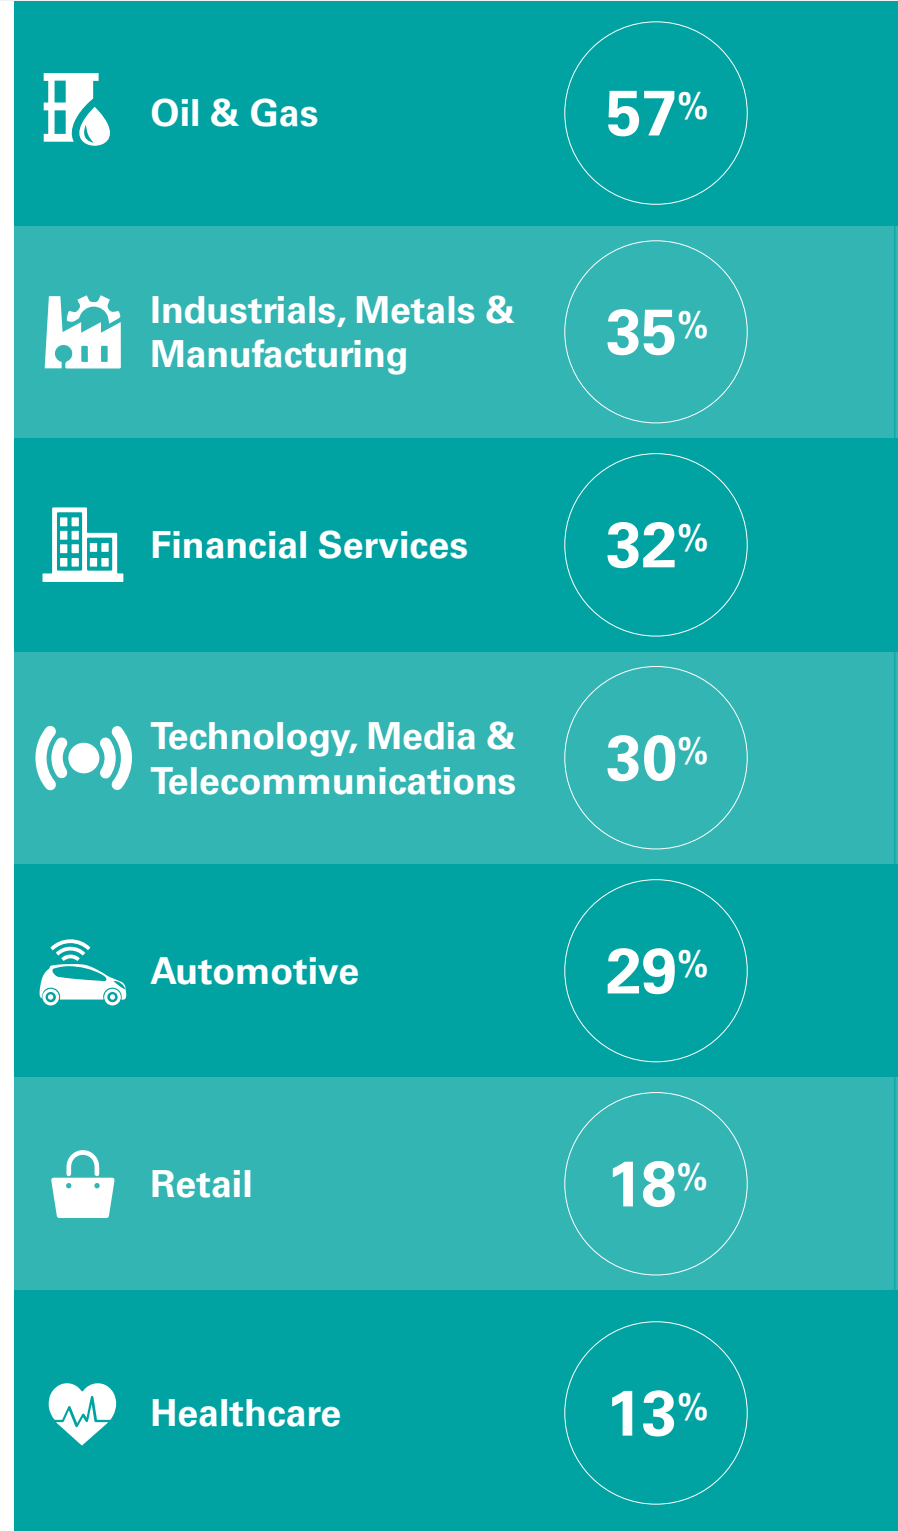 Oil & Gas
57%
Industrials, Metals &
Manufacturing
35%
Financial Services
32%
Technology, Media &
Telecommunications
30%
Automotive
29%
Retail
18%
Healthcare
13%